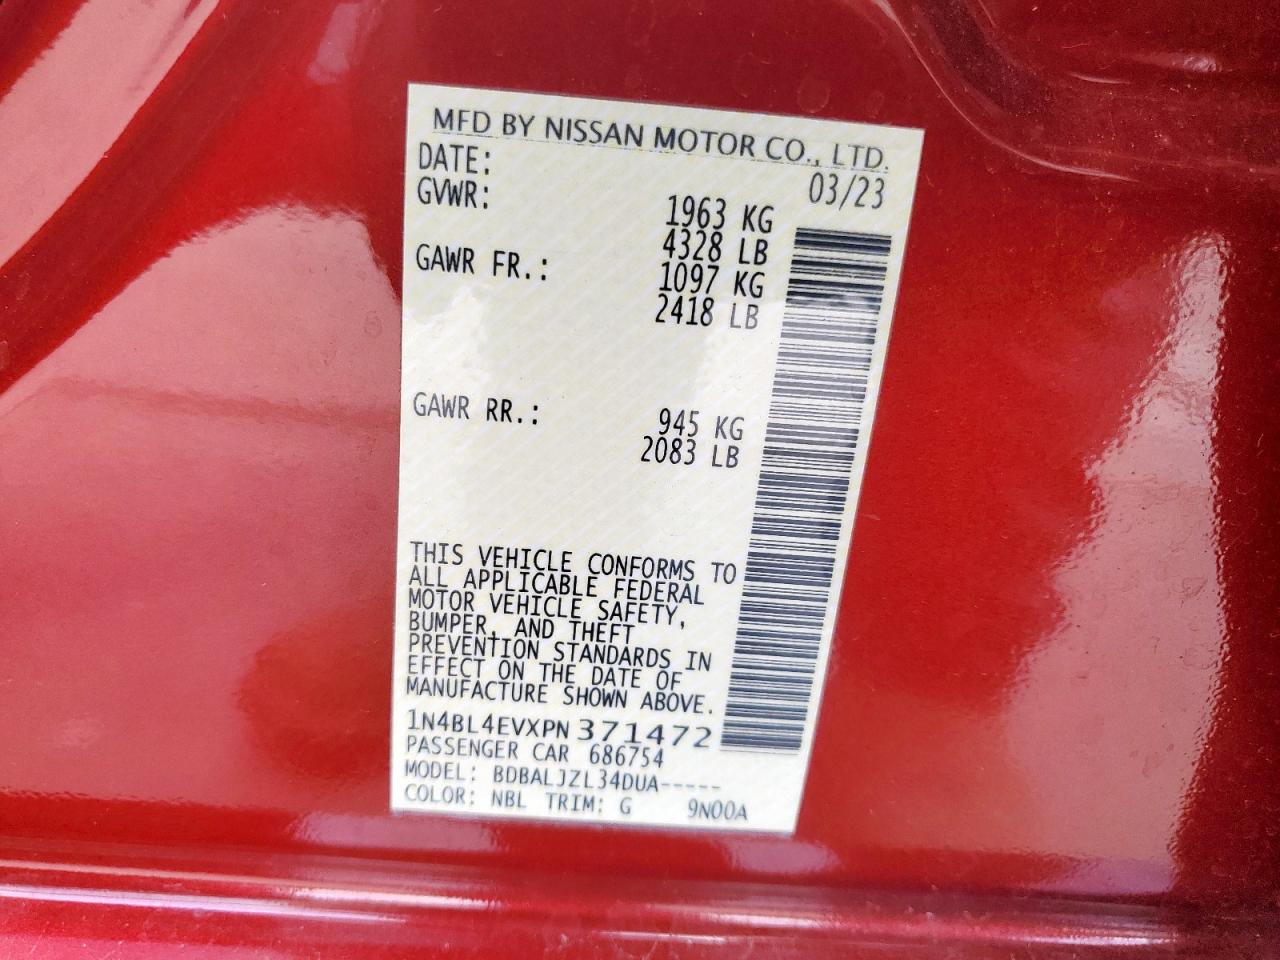 MFD BY NISSAN MOTOR CO., LTD.
DATE: 03/23
GVWR: 1963 KG
4328 LB
GAWR FR.: 1097 KG
2418 LB
GAWR RR.: 945 KG
2083 LB
THIS VEHICLE CONFORMS TO
ALL APPLICABLE FEDERAL
MOTOR VEHICLE SAFETY,
BUMPER, AND THEFT
PREVENTION STANDARDS IN
EFFECT ON THE DATE OF
MANUFACTURE SHOWN ABOVE.
1N4BL4EVXPN371472
PASSENGER CAR 686754
MODEL: BDBALJZL34DUA-----
COLOR: NBL TRIM: G 9N00A